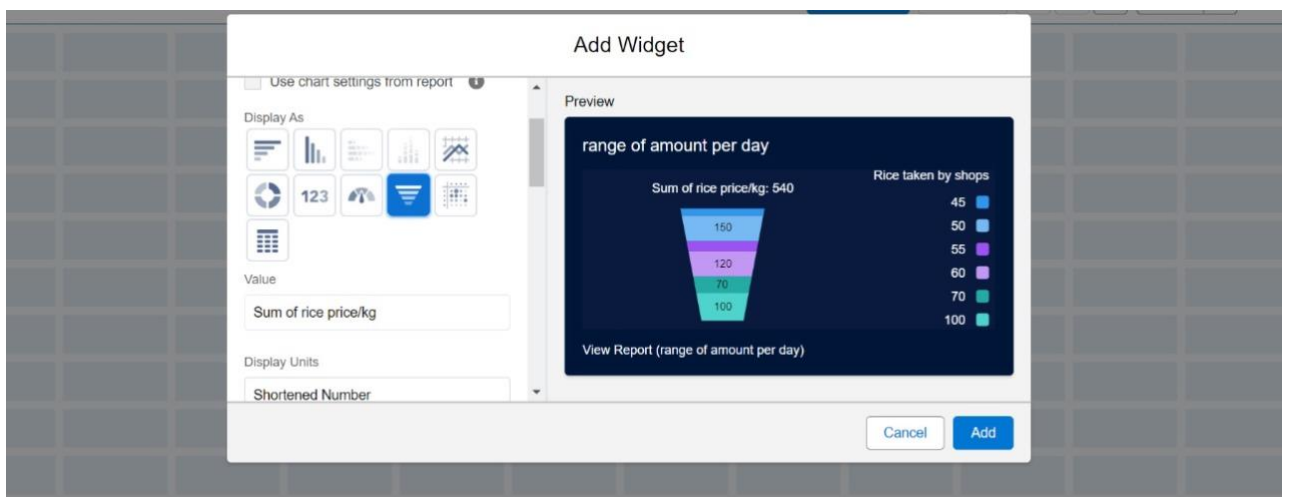 Add Widget
Use chart settings from report
Display As
123
Value
Sum of rice price/kg
Display Units
Shortened Number
Preview
range of amount per day
Sum of rice price/kg: 540
150
120
70
100
Rice taken by shops
45
50
55
60
70
100
View Report (range of amount per day)
Cancel
Add